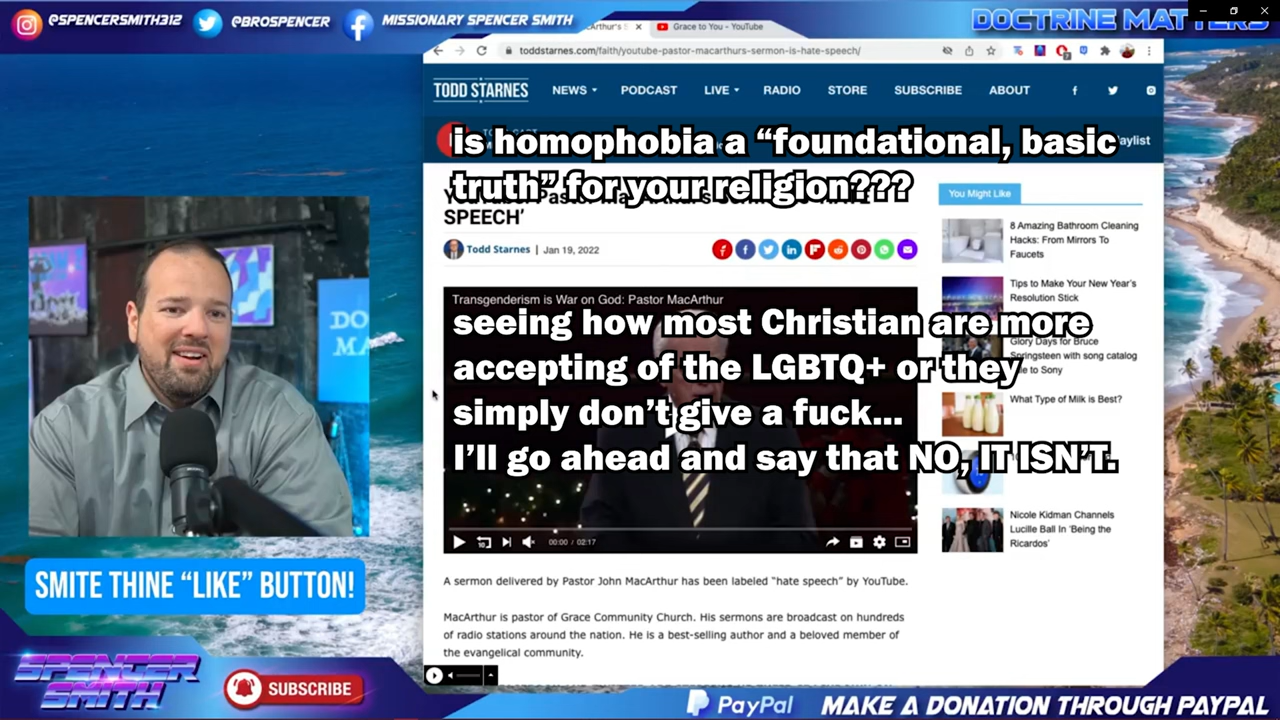 @SPENCERSMITH312
@BROSPENCER
MISSIONARY SPENCER SMITH
DOCTRINE MATTERS
Arthur's S
Grace to You - YouTube
toddstarnes.com/faith/youtube-pastor-macarthurs-sermon-is-hate-speech/
TODD STARNES
NEWS
PODCAST
LIVE
RADIO
STORE
SUBSCRIBE
ABOUT
aylist
is homophobia a “foundational, basic
truth” for your religion???
SPEECH’
Todd Starnes | Jan 19, 2022
You Might Like
8 Amazing Bathroom Cleaning
Hacks: From Mirrors To
Faucets
Tips to Make Your New Year’s
Resolution Stick
Glory Days for Bruce
Springsteen with song catalog
to Sony
What Type of Milk is Best?
Nicole Kidman Channels
Lucille Ball In ‘Being the
Ricardos’
Transgenderism is War on God: Pastor MacArthur
seeing how most Christian are more
accepting of the LGBTQ+ or they
simply don’t give a fuck...
I’ll go ahead and say that NO, IT ISN’T.
00:00 / 02:17
A sermon delivered by Pastor John MacArthur has been labeled “hate speech” by YouTube.
MacArthur is pastor of Grace Community Church. His sermons are broadcast on hundreds
of radio stations around the nation. He is a best-selling author and a beloved member of
the evangelical community.
DO
MA
SMITE THINE “LIKE” BUTTON!
SPENCER
SMITH
SUBSCRIBE
PayPal
MAKE A DONATION THROUGH PAYPAL